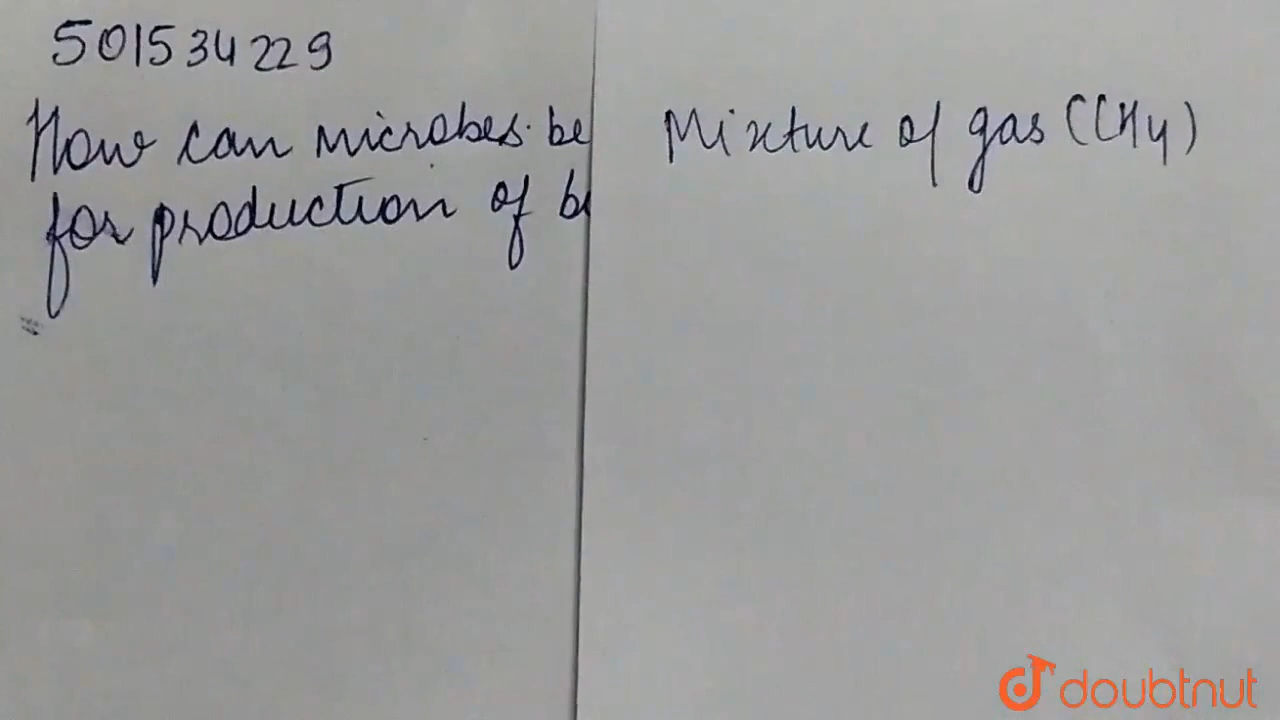 501534229
How can microbes be
for production of b
Mixture of gas (CH4)
doubtnut